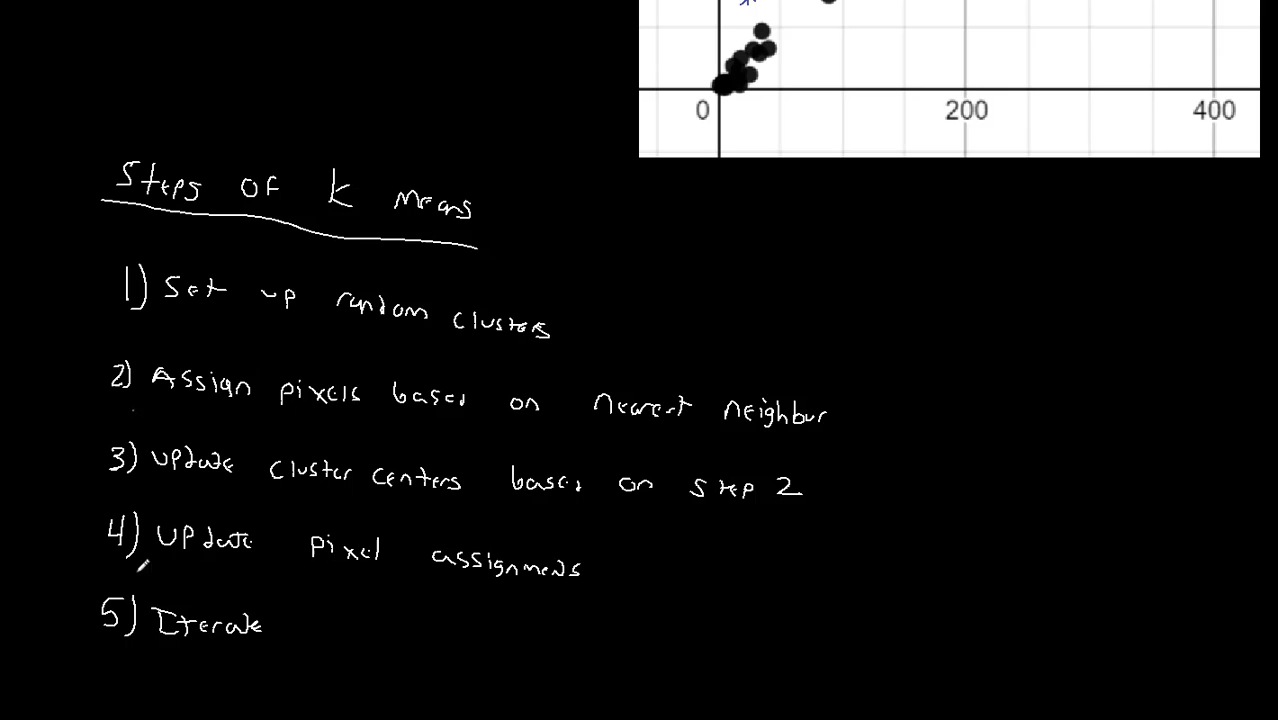 0 200 400
Steps of k means
1) Set up random clusters
2) Assign pixels based on nearest neighbur
3) update cluster centers based on step 2
4) update pixel assignments
5) Iterate